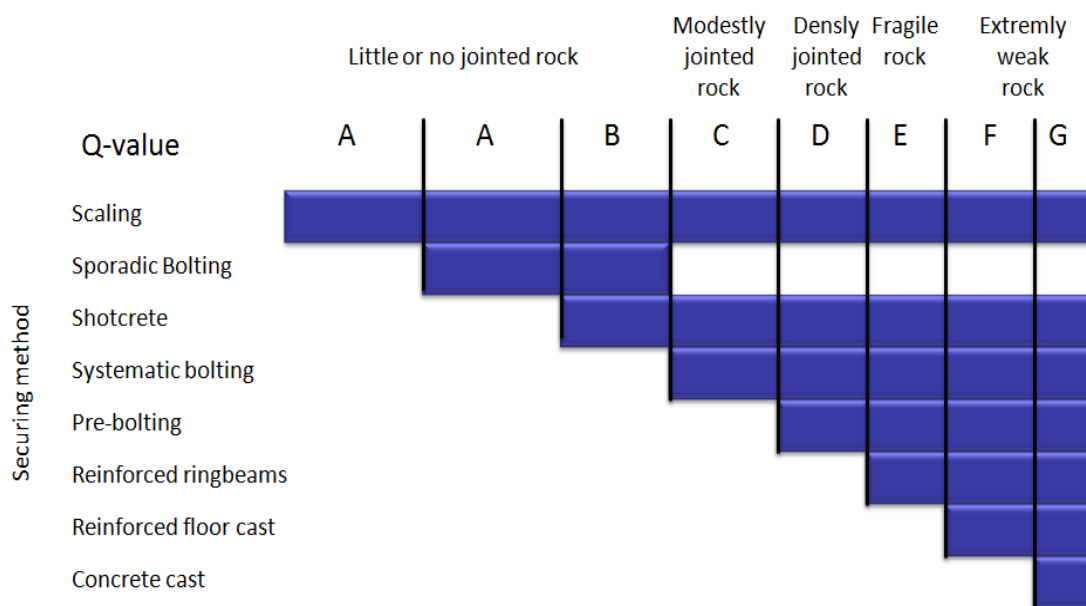 Little or no jointed rock
Modestly
jointed
rock
Densly
jointed
rock
Fragile
rock
Extremly
weak
rock
Q-value A A B C D E F G
Securing method
Scaling
Sporadic Bolting
Shotcrete
Systematic bolting
Pre-bolting
Reinforced ringbeams
Reinforced floor cast
Concrete cast